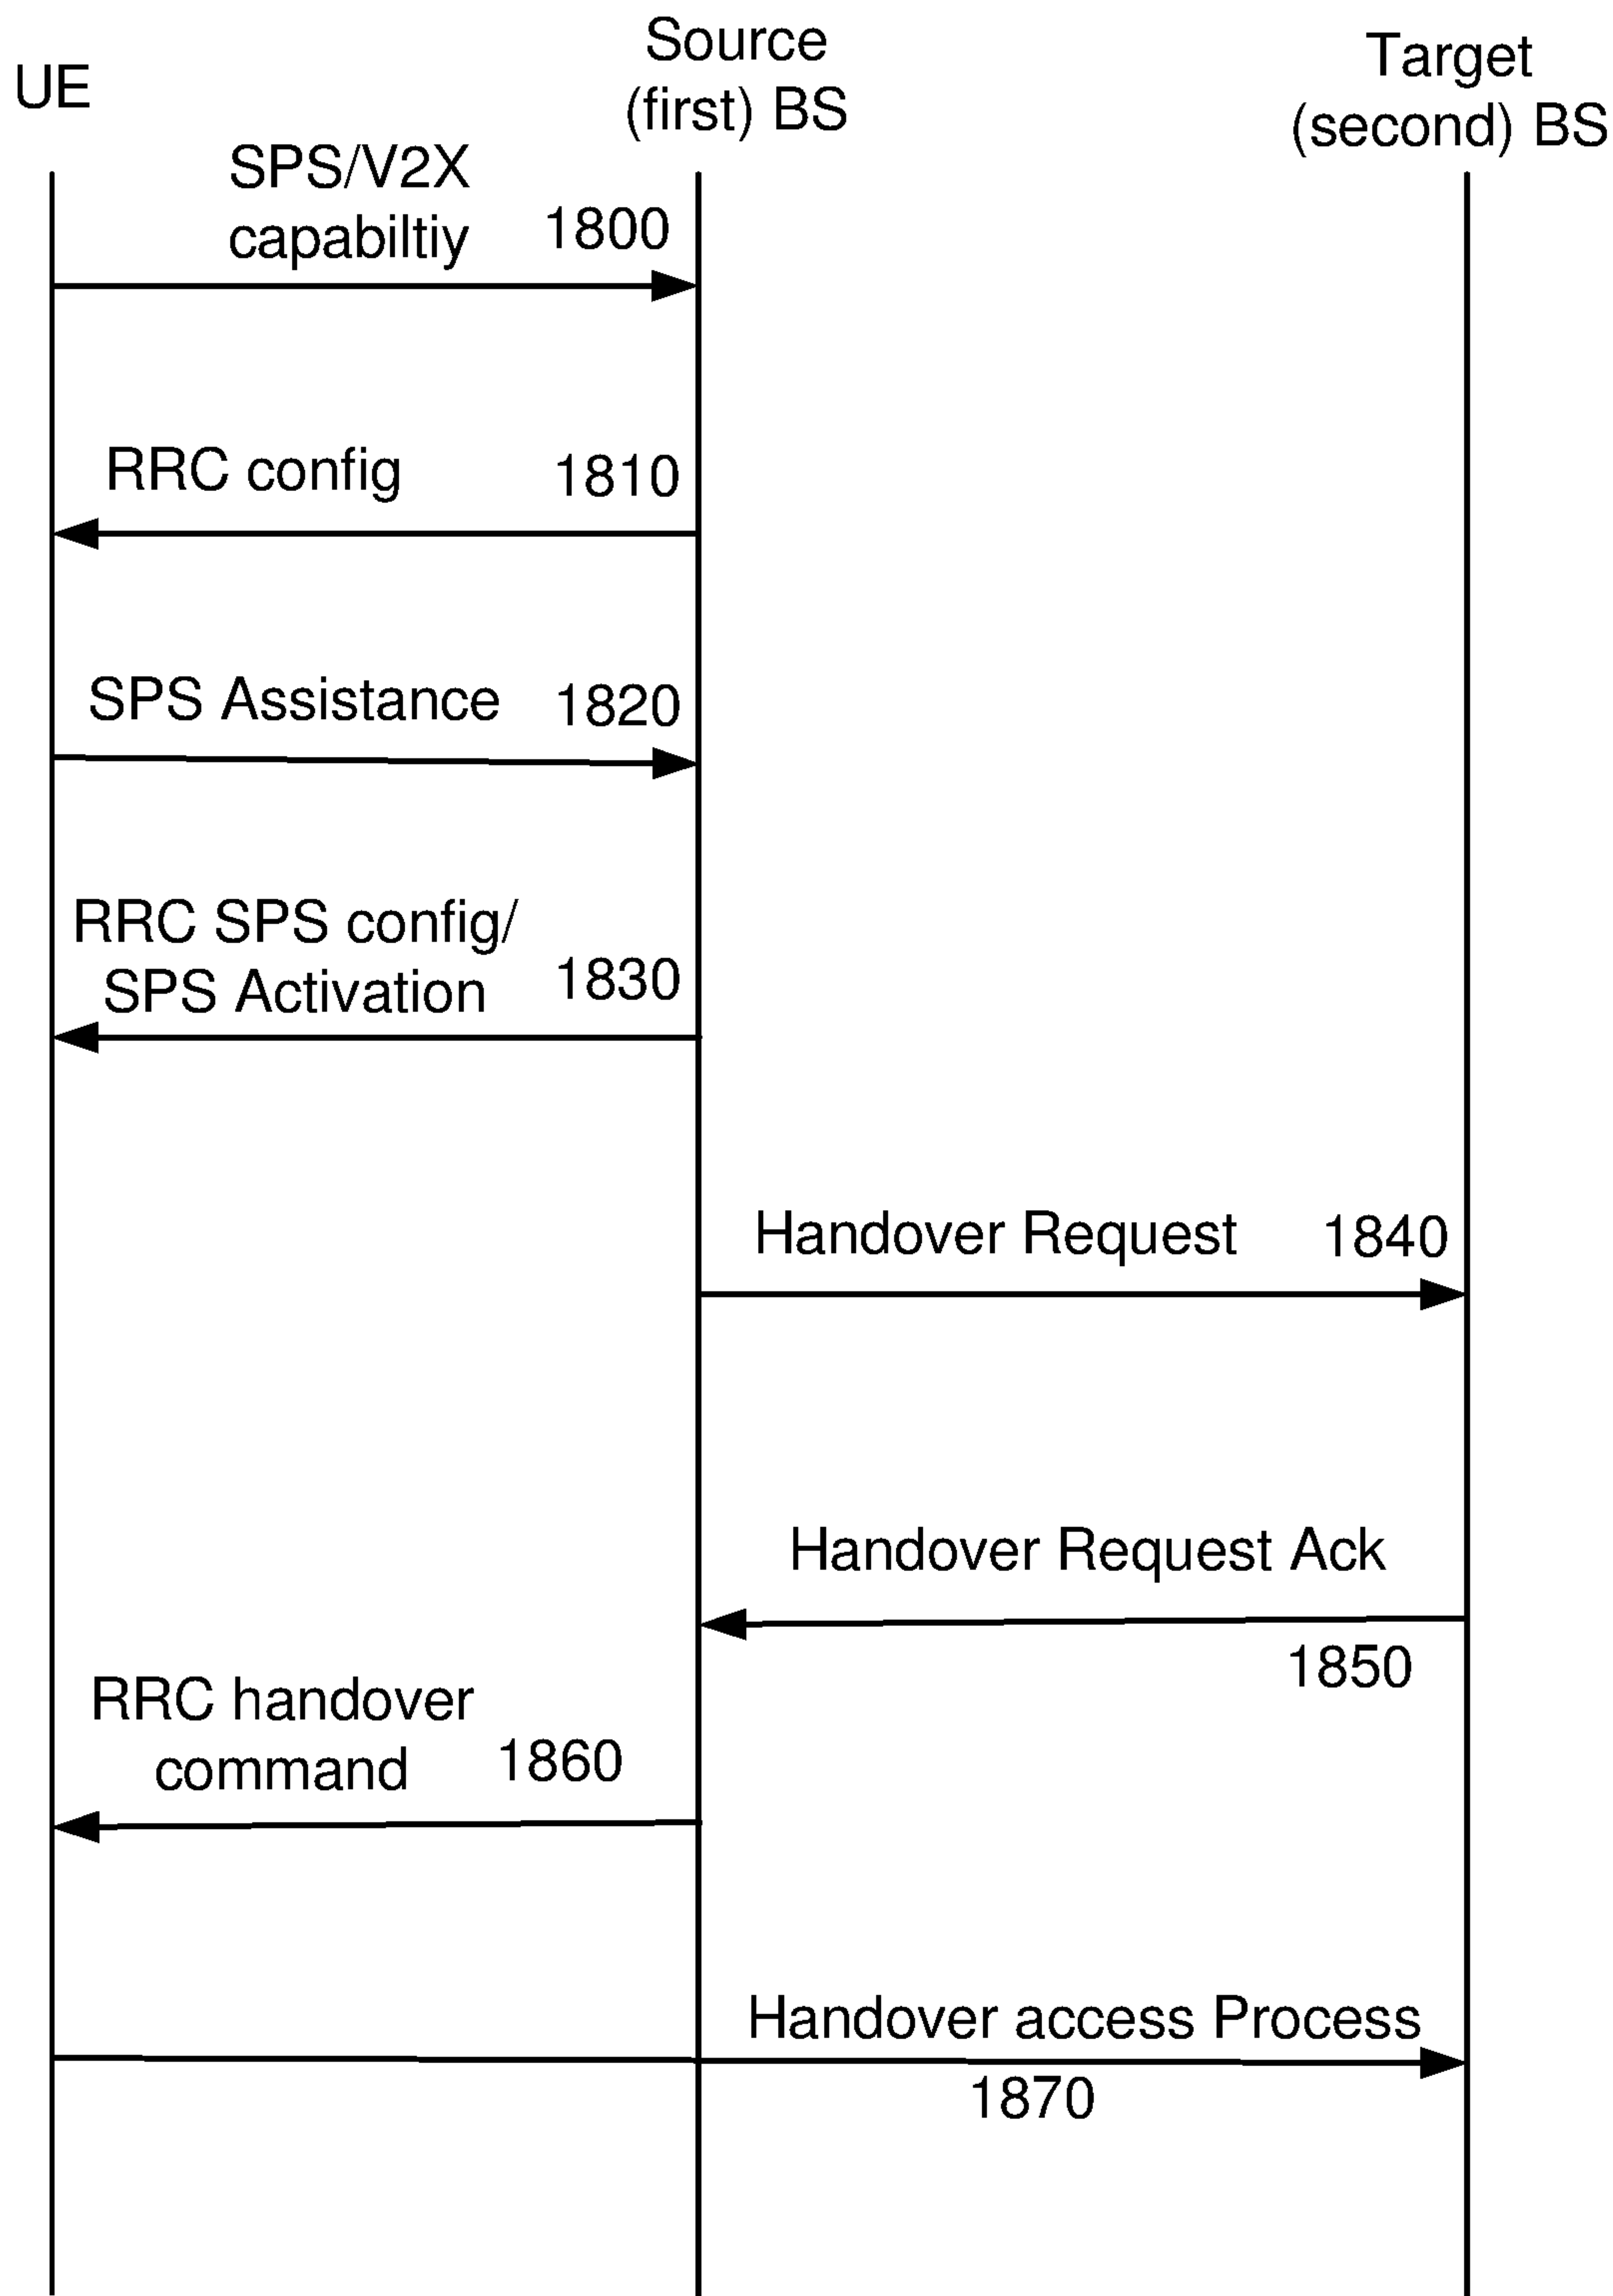 UE
Source
(first) BS
Target
(second) BS
SPS/V2X
capabiltiy
1800
RRC config
1810
SPS Assistance
1820
RRC SPS config/
SPS Activation
1830
Handover Request
1840
Handover Request Ack
1850
RRC handover
command
1860
Handover access Process
1870